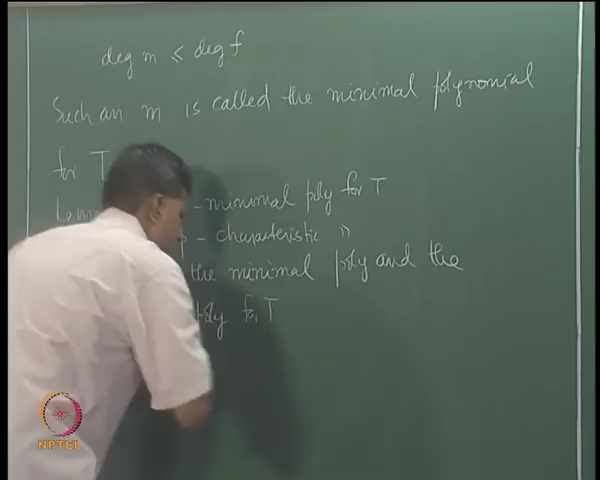 deg m ≤ deg f
Such an m is called the minimal polynomial
for T
- minimal poly for T
p - characteristic "
the minimal poly and the
poly for T
NPTEL